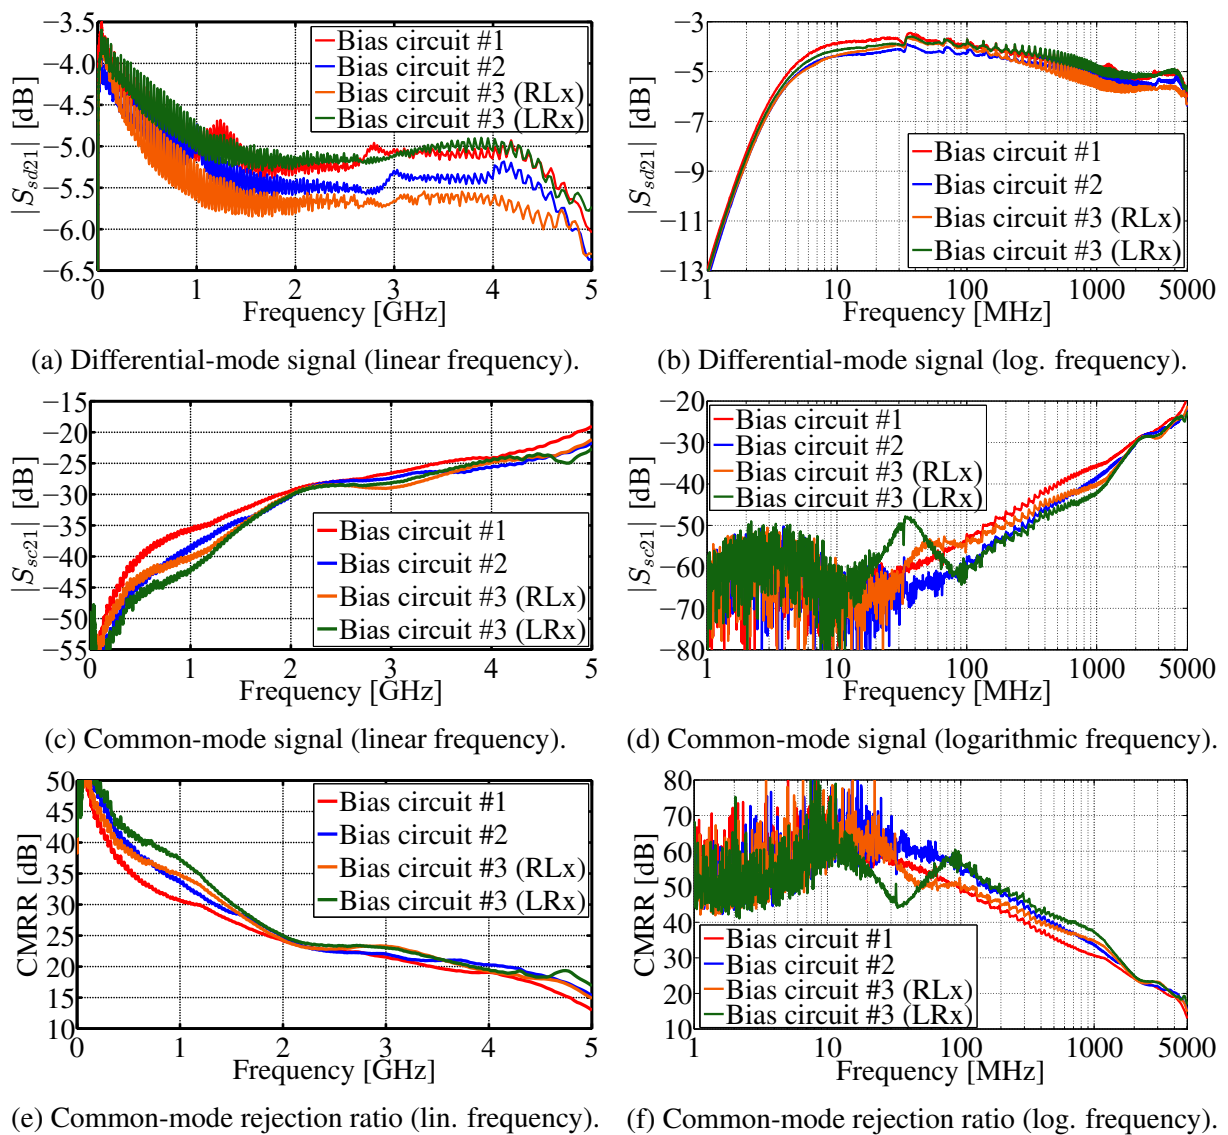 −3.5
−4.0
−4.5
−5.0
−5.5
−6.0
−6.5
|S_sd21| [dB]
Bias circuit #1
Bias circuit #2
Bias circuit #3 (RLx)
Bias circuit #3 (LRx)
0 1 2 3 4 5
Frequency [GHz]
(a) Differential-mode signal (linear frequency).
−3
−5
−7
−9
−11
−13
|S_sd21| [dB]
Bias circuit #1
Bias circuit #2
Bias circuit #3 (RLx)
Bias circuit #3 (LRx)
1 10 100 1000 5000
Frequency [MHz]
(b) Differential-mode signal (log. frequency).
−15
−20
−25
−30
−35
−40
−45
−50
−55
|S_sc21| [dB]
Bias circuit #1
Bias circuit #2
Bias circuit #3 (RLx)
Bias circuit #3 (LRx)
0 1 2 3 4 5
Frequency [GHz]
(c) Common-mode signal (linear frequency).
−20
−30
−40
−50
−60
−70
−80
|S_sc21| [dB]
Bias circuit #1
Bias circuit #2
Bias circuit #3 (RLx)
Bias circuit #3 (LRx)
1 10 100 1000 5000
Frequency [MHz]
(d) Common-mode signal (logarithmic frequency).
50
45
40
35
30
25
20
15
10
CMRR [dB]
Bias circuit #1
Bias circuit #2
Bias circuit #3 (RLx)
Bias circuit #3 (LRx)
0 1 2 3 4 5
Frequency [GHz]
(e) Common-mode rejection ratio (lin. frequency).
80
70
60
50
40
30
20
10
CMRR [dB]
Bias circuit #1
Bias circuit #2
Bias circuit #3 (RLx)
Bias circuit #3 (LRx)
1 10 100 1000 5000
Frequency [MHz]
(f) Common-mode rejection ratio (log. frequency).